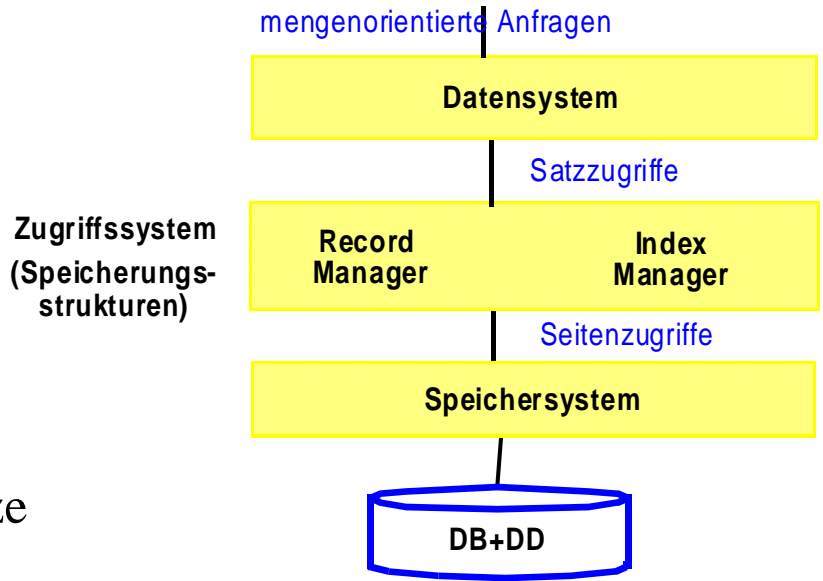 mengenorientierte Anfragen
Datensystem
Satzzugriffe
Zugriffssystem
(Speicherungs-
strukturen)
Record
Manager
Index
Manager
Seitenzugriffe
Speichersystem
DB+DD